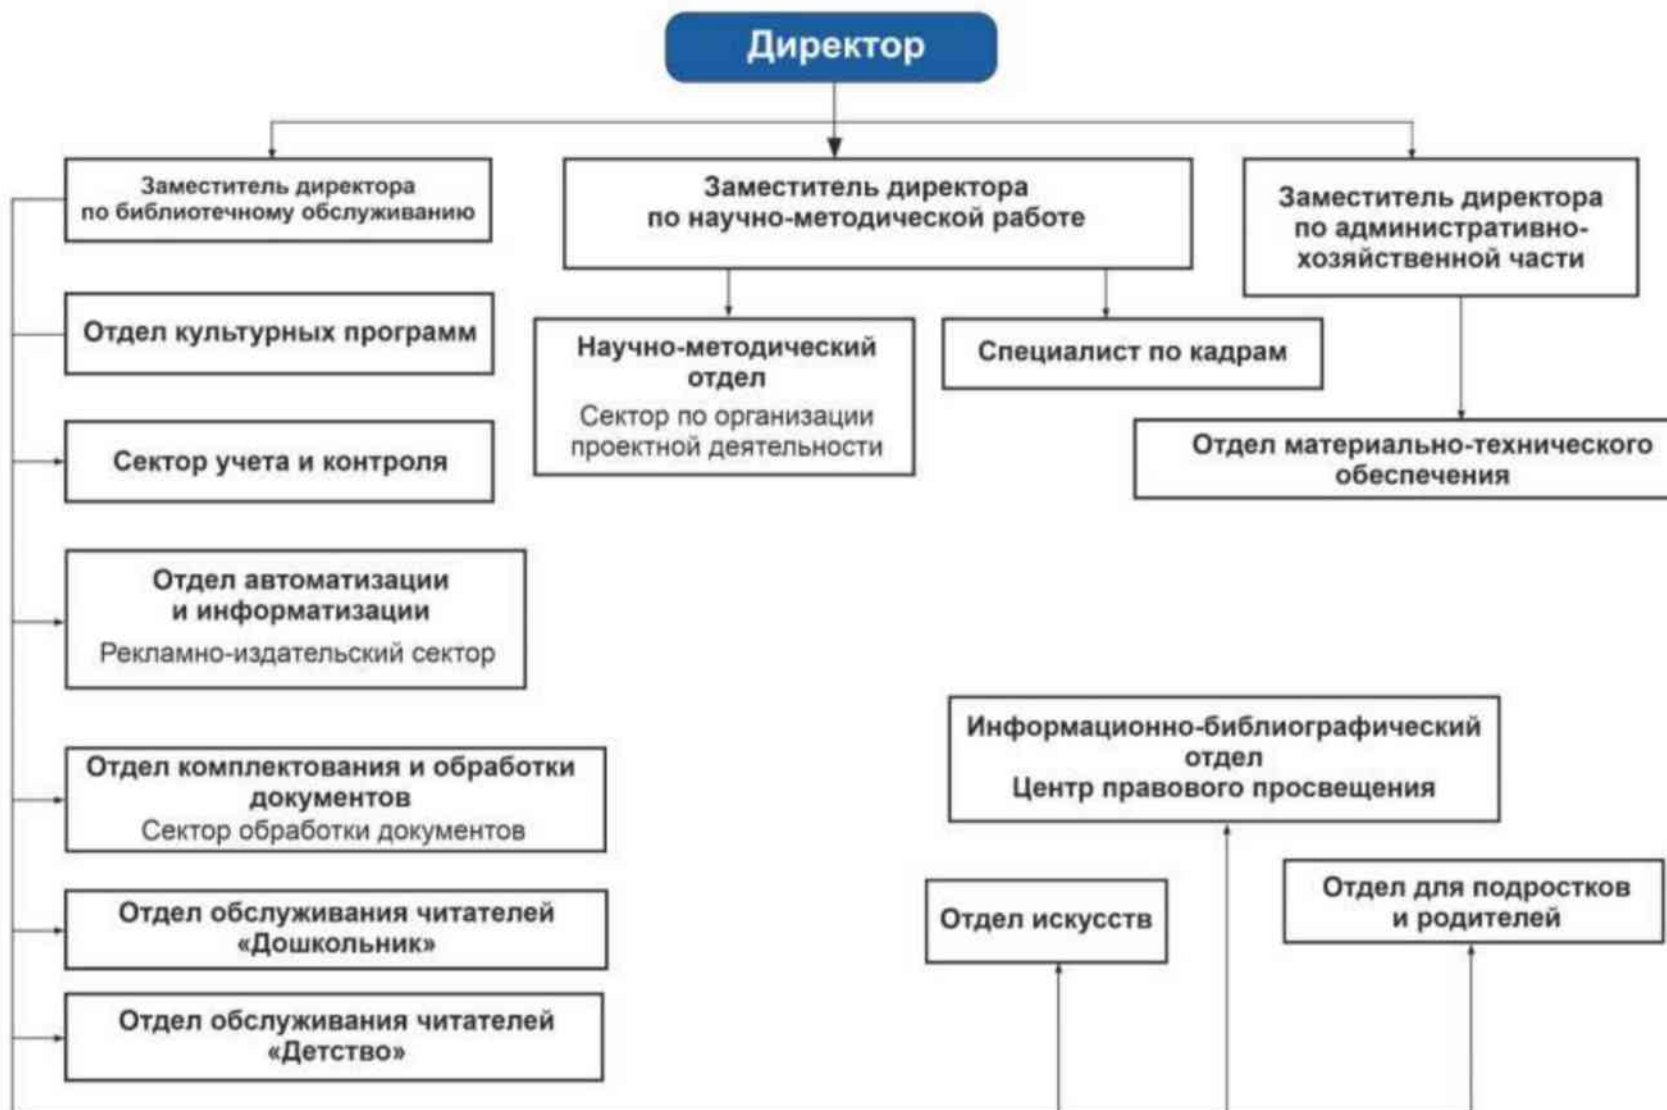 Директор
Заместитель директора
по библиотечному обслуживанию
Заместитель директора
по научно-методической работе
Заместитель директора
по административно-
хозяйственной части
Отдел культурных программ
Научно-методический
отдел
Сектор по организации
проектной деятельности
Специалист по кадрам
Сектор учета и контроля
Отдел материально-технического
обеспечения
Отдел автоматизации
и информатизации
Рекламно-издательский сектор
Информационно-библиографический
отдел
Центр правового просвещения
Отдел комплектования и обработки
документов
Сектор обработки документов
Отдел искусств
Отдел для подростков
и родителей
Отдел обслуживания читателей
«Дошкольник»
Отдел обслуживания читателей
«Детство»